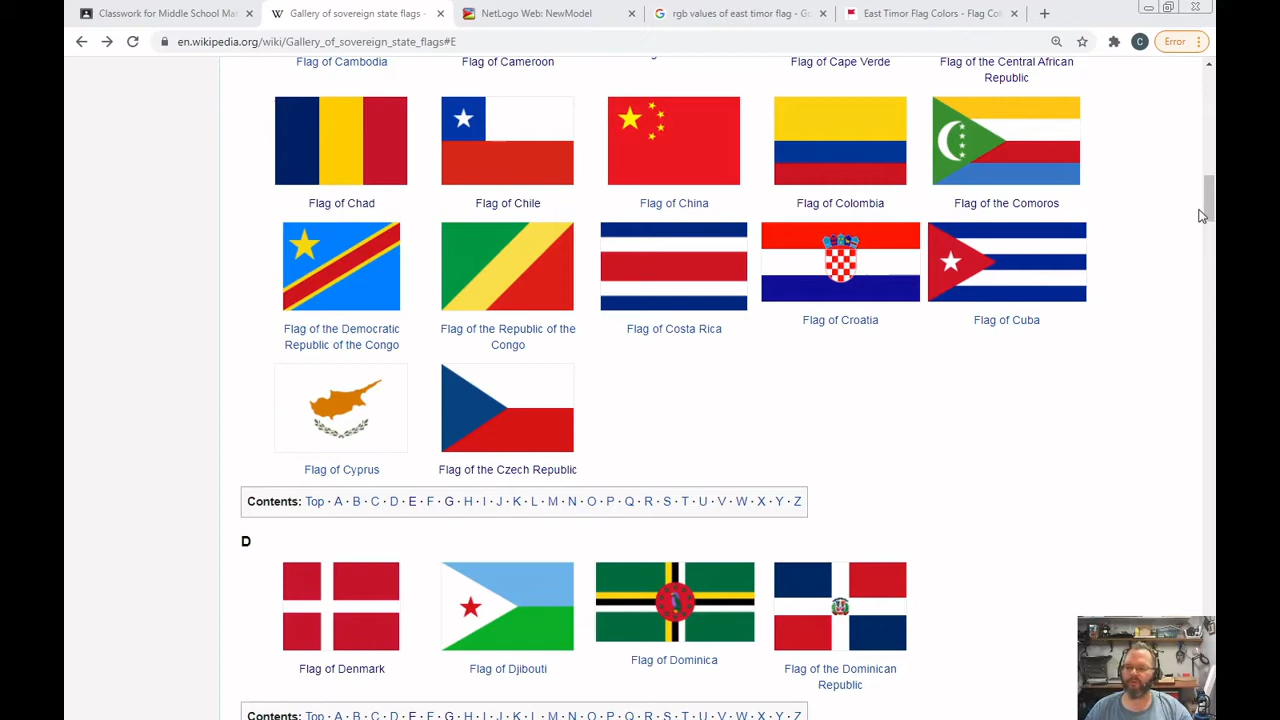 Classwork for Middle School Mat
Gallery of sovereign state flags -
NetLogo Web: NewModel
rgb values of east timor flag - Go
East Timor Flag Colors - Flag Col
en.wikipedia.org/wiki/Gallery_of_sovereign_state_flags#E
C
Error
Flag of Cambodia
Flag of Cameroon
Flag of Cape Verde
Flag of the Central African
Republic
Flag of Chad
Flag of Chile
Flag of China
Flag of Colombia
Flag of the Comoros
Flag of the Democratic
Republic of the Congo
Flag of the Republic of the
Congo
Flag of Costa Rica
Flag of Croatia
Flag of Cuba
Flag of Cyprus
Flag of the Czech Republic
Contents: Top · A · B · C · D · E · F · G · H · I · J · K · L · M · N · O · P · Q · R · S · T · U · V · W · X · Y · Z
D
Flag of Denmark
Flag of Djibouti
Flag of Dominica
Flag of the Dominican
Republic
Contents: Top · A · B · C · D · E · F · G · H · I · J · K · L · M · N · O · P · Q · R · S · T · U · V · W · X · Y · Z